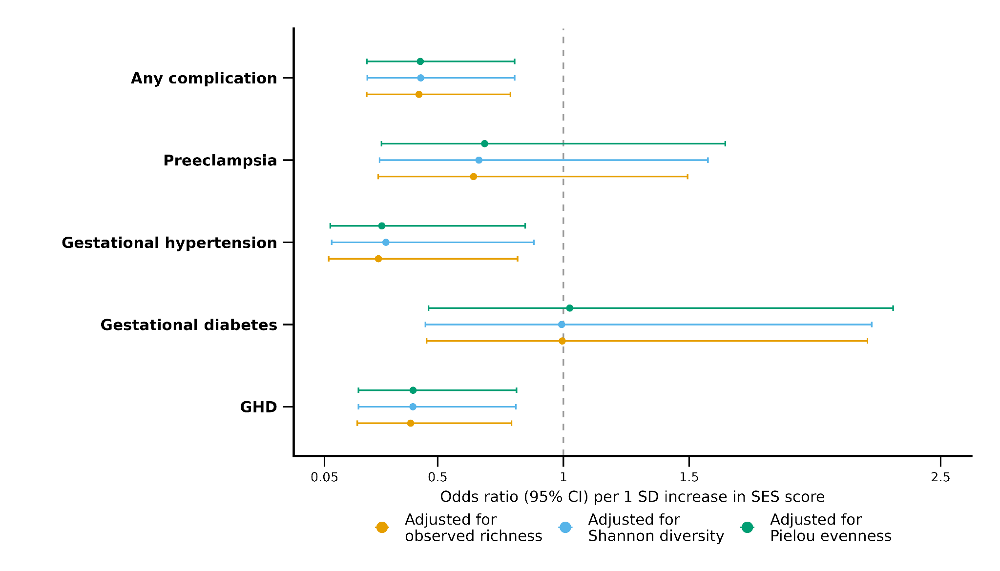 Any complication
Preeclampsia
Gestational hypertension
Gestational diabetes
GHD
0.05 0.5 1 1.5 2.5
Odds ratio (95% CI) per 1 SD increase in SES score
Adjusted for
observed richness
Adjusted for
Shannon diversity
Adjusted for
Pielou evenness